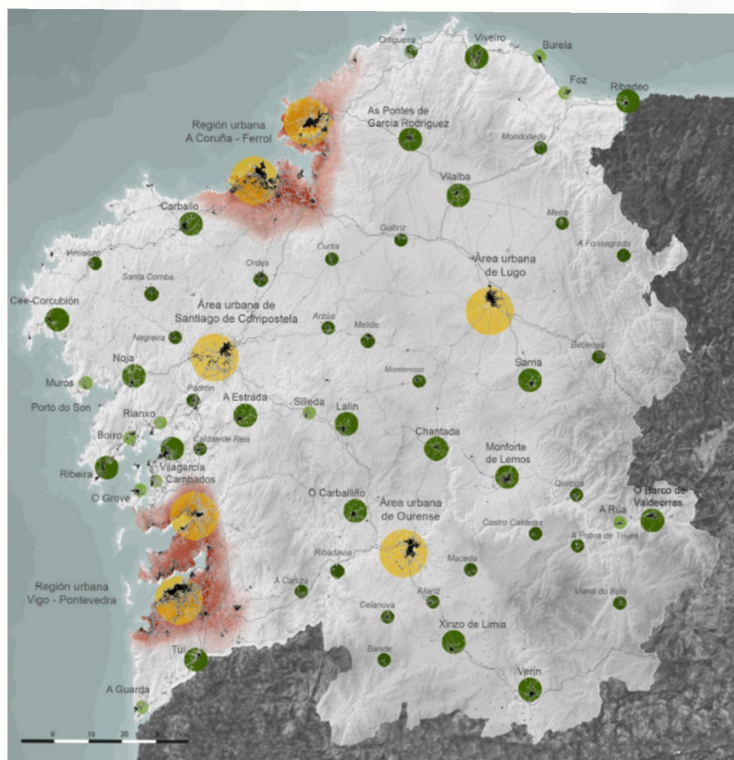 Ortigueira
Viveiro
Burela
Foz
Ribadeo
Región urbana
A Coruña - Ferrol
As Pontes de
García Rodríguez
Mondoñedo
Vilalba
Carballo
Meira
Guitiriz
A Fonsagrada
Vimianzo
Curtis
Ordes
Área urbana
de Lugo
Santa Comba
Cee-Corcubión
Área urbana de
Santiago de Compostela
Arzúa
Melide
Negreira
Becerreá
Noja
Sarria
Muros
Monterroso
Padrón
Porto do Son
A Estrada
Silleda
Lalín
Rianxo
Boiro
Caldas de Reis
Chantada
Monforte
de Lemos
Ribeira
Vilagarcía
Cambados
O Grove
O Carballiño
Área urbana
de Ourense
Quiroga
O Barco de
Valdeorras
A Rúa
Castro Caldelas
A Pobra de Trives
Ribadavia
Maceda
Región urbana
Vigo - Pontevedra
A Cañiza
Allariz
Viana do Bolo
Celanova
Xinzo de Limia
Tui
Bande
Verín
A Guarda
0 10 20